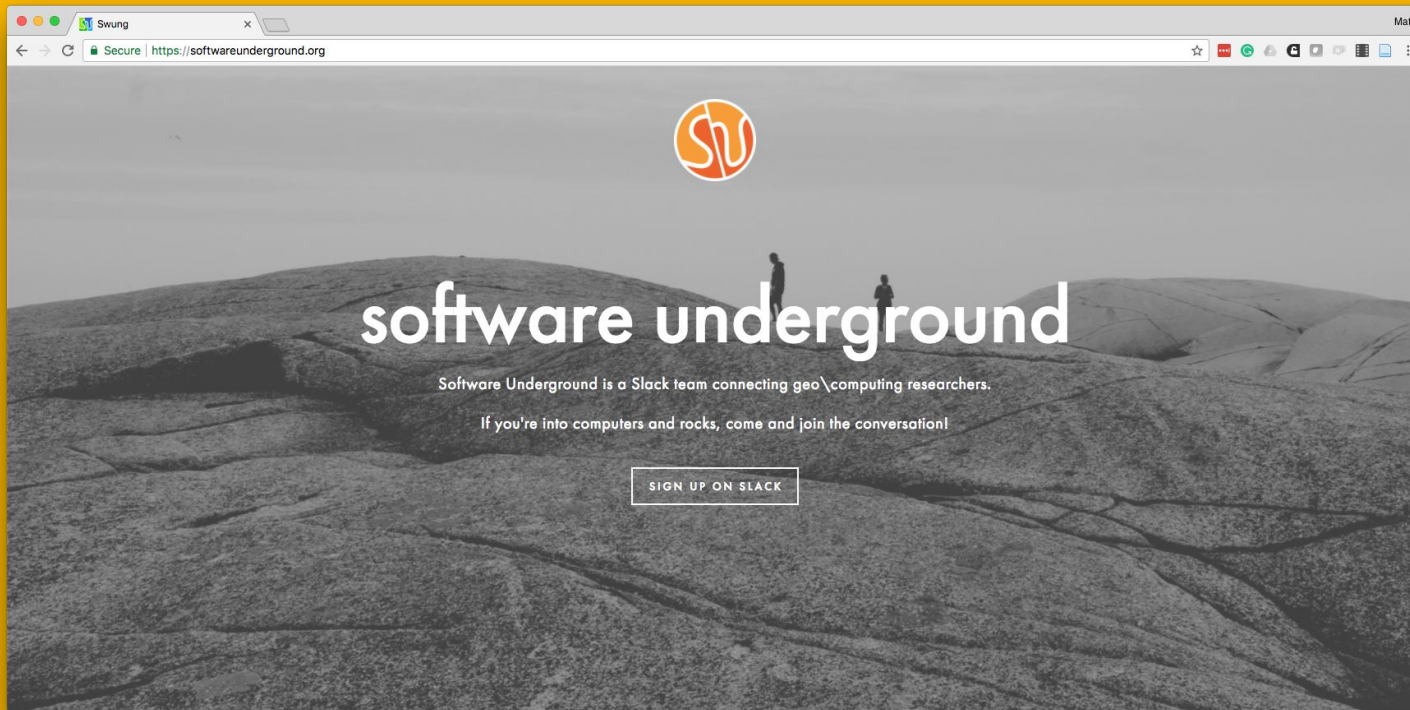 Swung
Mat
Secure https://softwareunderground.org
SU
software underground
Software Underground is a Slack team connecting geo\computing researchers.
If you're into computers and rocks, come and join the conversation!
SIGN UP ON SLACK